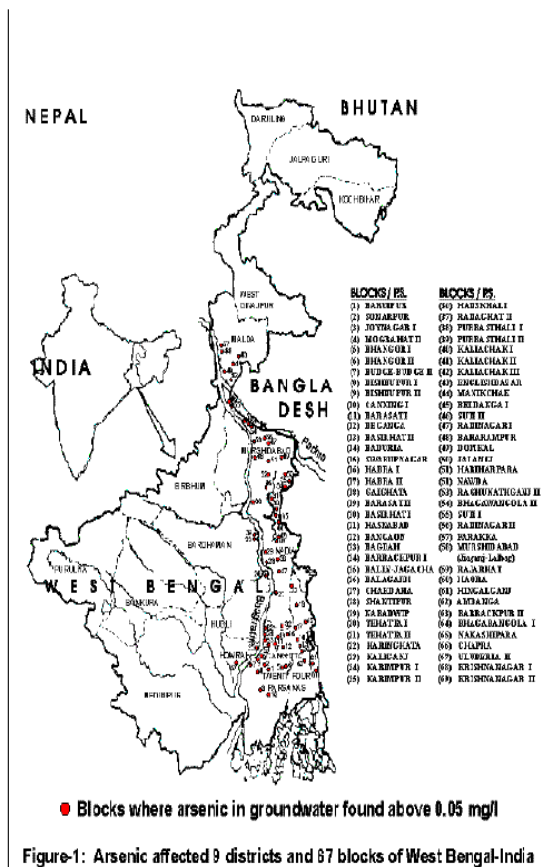 NEPAL
BHUTAN
DARJILING
JALPAIGURI
KOCHBIHAR
WEST
DINAJPUR
MALDA
INDIA
BANGLA
DESH
MURSHIDABAD
Padma
BIRBHUM
BARDHAMAN
NADIA
PURULIA
WEST BENGAL
BANKURA
HUGLI
HOWRAH
TWENTY FOUR
PARGANAS
MEDINIPUR
BLOCKS / P.S.
(1) BARUIPUR
(2) SONARPUR
(3) JOYNAGAR I
(4) MOGRAHAT II
(5) BHANGOR I
(6) BHANGOR II
(7) BUDGE-BUDGE II
(8) BISHNUPUR I
(9) BISHNUPUR II
(10) CANNING I
(11) BARASAT I
(12) DEGANGA
(13) BASIRHAT II
(14) BADURIA
(15) SWARUPNAGAR
(16) HABRA I
(17) HABRA II
(18) GAIGHATA
(19) BARASAT II
(20) BASIRHAT I
(21) HASNABAD
(22) BANGAON
(23) BAGDAH
(24) BARRACKPUR I
(25) BALLY-JAGACHA
(26) BALAGARH
(27) CHAKDAHA
(28) SHANTIPUR
(29) NABADWIP
(30) TEHATTA I
(31) TEHATTA II
(32) HARINGHATA
(33) KALIGANJ
(34) KARIMPUR I
(35) KARIMPUR II
BLOCKS / P.S.
(36) HANSKHALI
(37) RANAGHAT II
(38) PURBASTHALI I
(39) PURBASTHALI II
(40) KALIACHAK I
(41) KALIACHAK II
(42) KALIACHAK III
(43) ENGLISHBAZAR
(44) MANIKCHAK
(45) BELDANGA I
(46) SUTI II
(47) RANINAGAR I
(48) BAHARAMPUR
(49) DOMKAL
(50) JALANGI
(51) HARIHARPARA
NAWDA
(53) RAGHUNATHGANJ II
(54) BHAGAWANGOLA II
(55) SUTI I
(56) RANINAGAR II
(57) FARAKKA
(58) MURSHIDABAD
(Jiaganj-Lalbag)
(59) RAJARHAT
(60) HAORA
(61) HINGALGANJ
(62) AMDANGA
(63) BARRACKPUR II
(64) BHAGABANGOLA I
(65) NAKASHIPARA
(66) CHAPRA
(67) ULUBERIA II
(68) KRISHNANAGAR I
(69) KRISHNANAGAR II
Blocks where arsenic in groundwater found above 0.05 mg/l
Figure-1: Arsenic affected 9 districts and 67 blocks of West Bengal-India